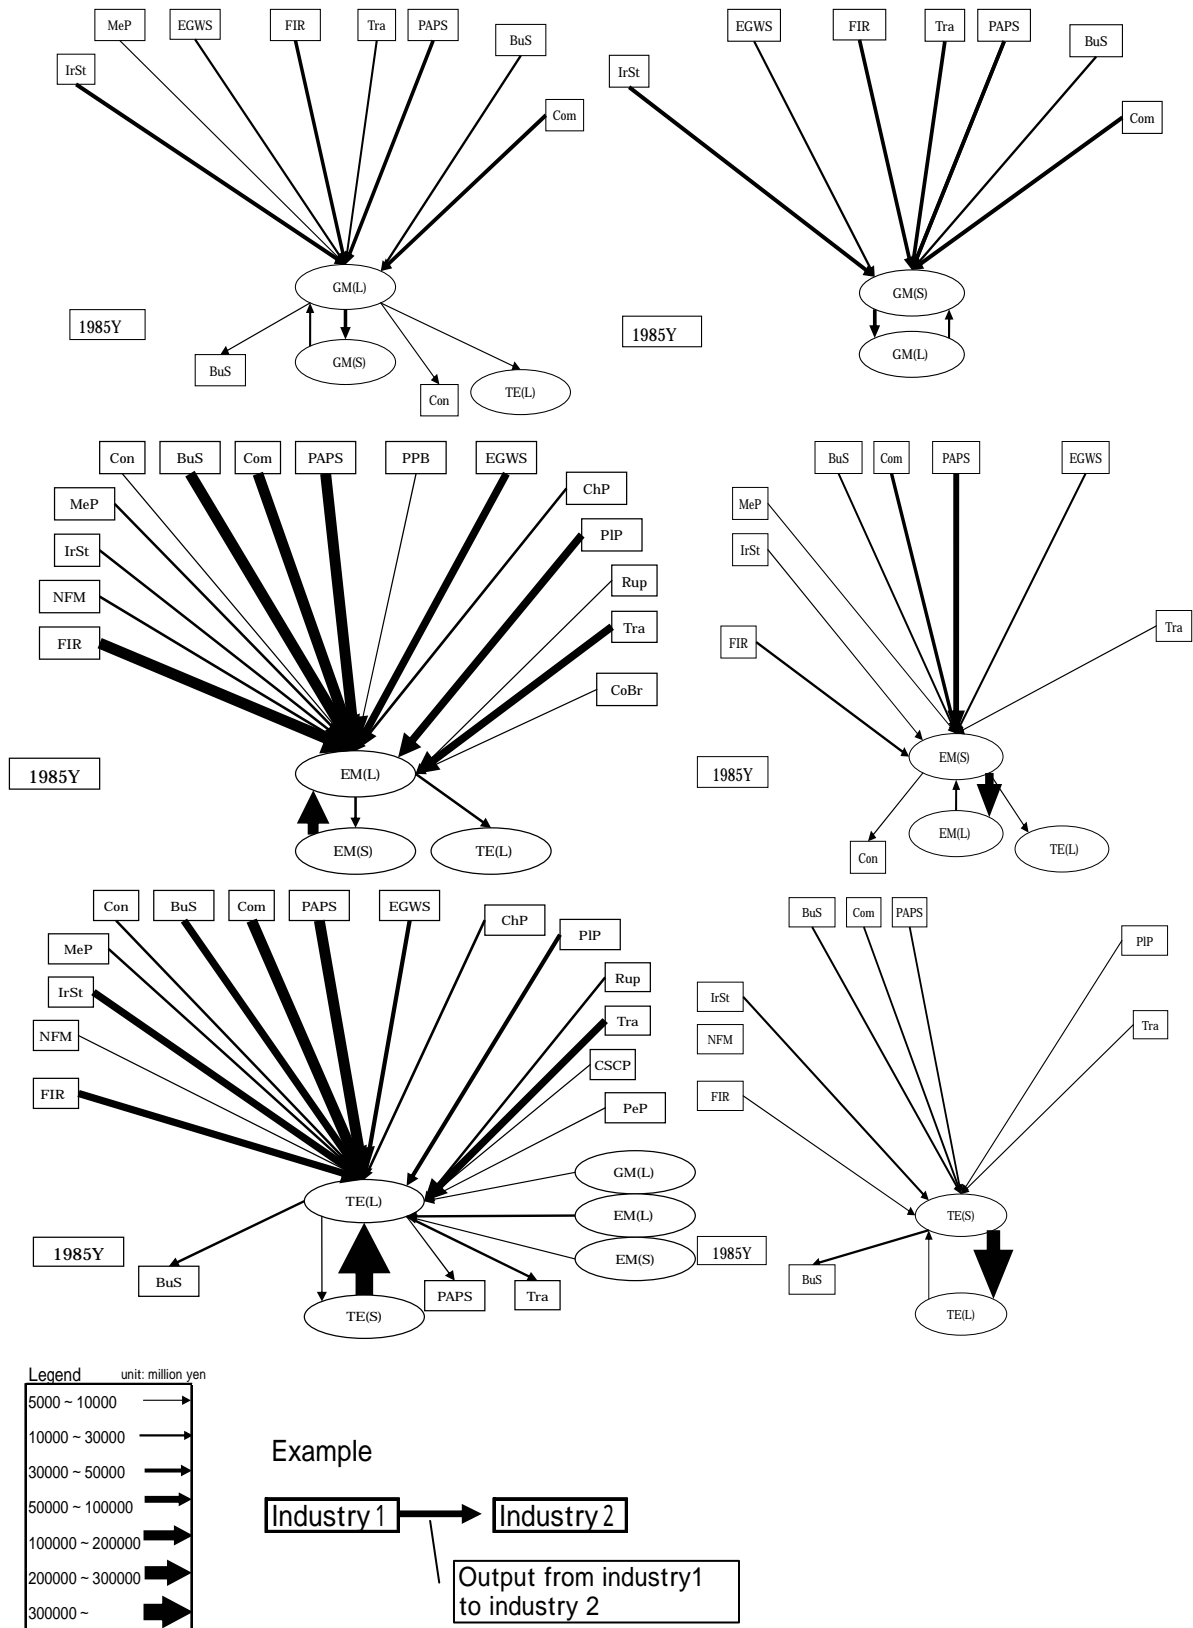 MeP
EGWS
FIR
Tra
PAPS
BuS
IrSt
Com
GM(L)
1985Y
BuS
GM(S)
Con
TE(L)
EGWS
FIR
Tra
PAPS
BuS
IrSt
Com
GM(S)
1985Y
GM(L)
Con
BuS
Com
PAPS
PPB
EGWS
MeP
ChP
IrSt
PlP
NFM
Rup
FIR
Tra
CoBr
EM(L)
1985Y
EM(S)
TE(L)
BuS
Com
PAPS
EGWS
MeP
IrSt
FIR
Tra
EM(S)
1985Y
EM(L)
Con
TE(L)
Con
BuS
Com
PAPS
EGWS
ChP
MeP
PlP
IrSt
Rup
NFM
Tra
CSCP
FIR
PeP
GM(L)
TE(L)
EM(L)
1985Y
EM(S)
BuS
PAPS
Tra
TE(S)
BuS
Com
PAPS
PlP
IrSt
NFM
Tra
FIR
TE(S)
1985Y
BuS
TE(L)
Legend unit: million yen
5000 ~ 10000
10000 ~ 30000
30000 ~ 50000
50000 ~ 100000
100000 ~ 200000
200000 ~ 300000
300000 ~
Example
Industry 1
Industry 2
Output from industry1
to industry 2